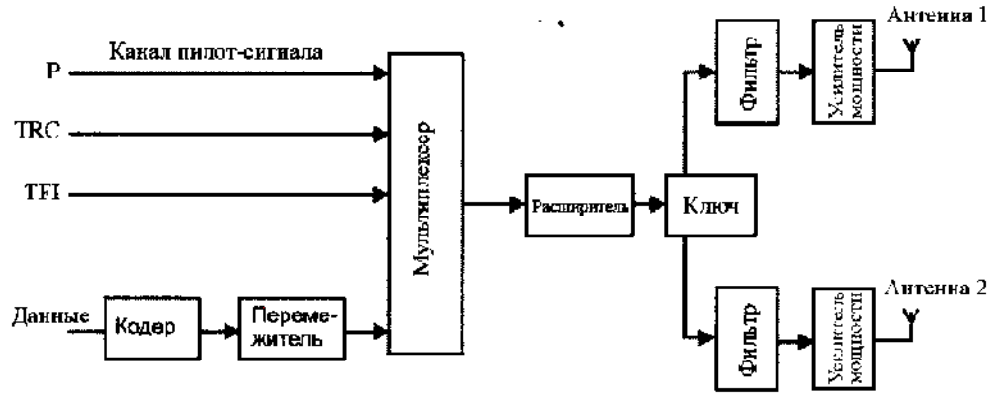 Канал пилот-сигнала
P
TRC
TFI
Данные
Кодер
Переме-
житель
Мультиплексор
Расширитель
Ключ
Фильтр
Усилитель
мощности
Антенна 1
Фильтр
Усилитель
мощности
Антенна 2